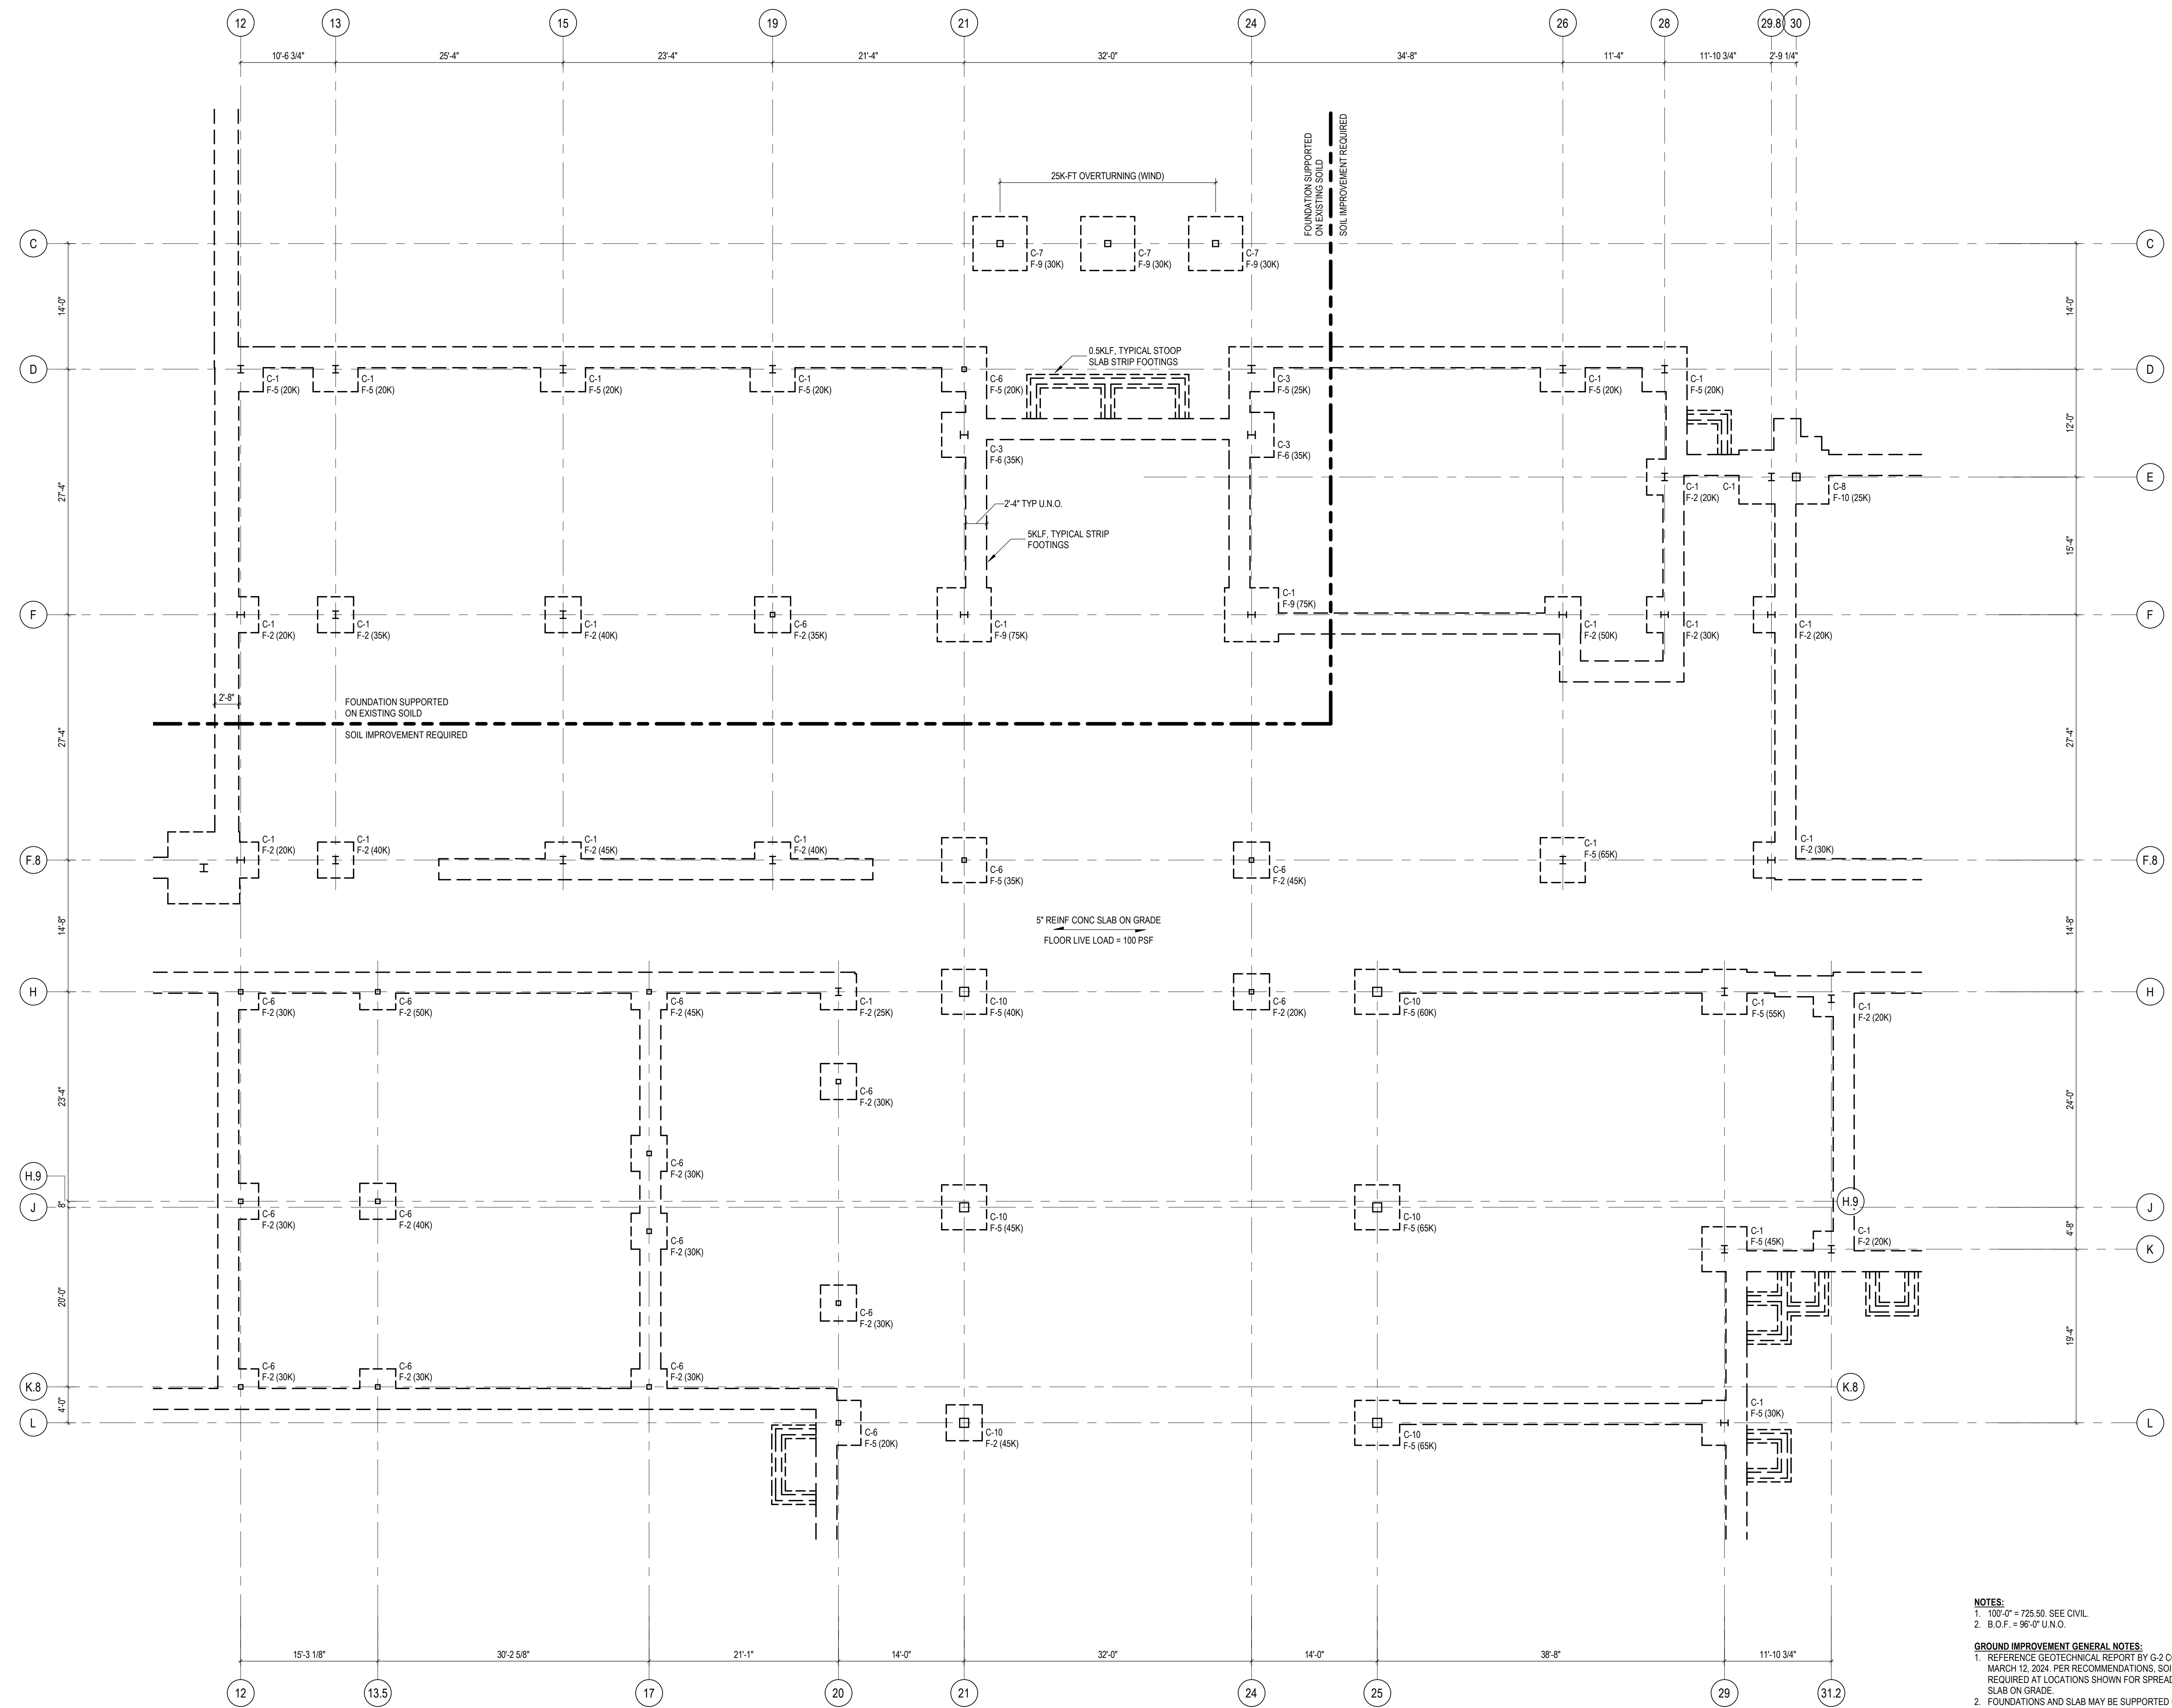 12
13
15
19
21
24
26
28
29.8
30
10'-6 3/4"
25'-4"
23'-4"
21'-4"
32'-0"
34'-8"
11'-4"
11'-10 3/4"
2'-9 1/4"
FOUNDATION SUPPORTED
ON EXISTING SOILD
SOIL IMPROVEMENT REQUIRED
25K-FT OVERTURNING (WIND)
C
C
C-7
F-9 (30K)
C-7
F-9 (30K)
C-7
F-9 (30K)
14'-0"
14'-0"
0.5KLF, TYPICAL STOOP
SLAB STRIP FOOTINGS
D
D
C-1
F-5 (20K)
C-1
F-5 (20K)
C-1
F-5 (20K)
C-1
F-5 (20K)
C-6
F-5 (20K)
C-3
F-5 (25K)
C-1
F-5 (20K)
C-1
F-5 (20K)
12'-0"
C-3
F-6 (35K)
C-3
F-6 (35K)
27'-4"
E
C-1
F-2 (20K)
C-1
C-8
F-10 (25K)
2'-4" TYP U.N.O.
5KLF, TYPICAL STRIP
FOOTINGS
15'-4"
C-1
F-9 (75K)
F
F
C-1
F-2 (20K)
C-1
F-2 (35K)
C-1
F-2 (40K)
C-6
F-2 (35K)
C-1
F-9 (75K)
C-1
F-2 (50K)
C-1
F-2 (30K)
C-1
F-2 (20K)
2'-8"
FOUNDATION SUPPORTED
ON EXISTING SOILD
SOIL IMPROVEMENT REQUIRED
27'-4"
27'-4"
F.8
F.8
C-1
F-2 (20K)
C-1
F-2 (40K)
C-1
F-2 (45K)
C-1
F-2 (40K)
C-6
F-5 (35K)
C-6
F-2 (45K)
C-1
F-5 (65K)
C-1
F-2 (30K)
14'-8"
14'-8"
5" REINF CONC SLAB ON GRADE
FLOOR LIVE LOAD = 100 PSF
H
H
C-6
F-2 (30K)
C-6
F-2 (50K)
C-6
F-2 (45K)
C-1
F-2 (25K)
C-10
F-5 (40K)
C-6
F-2 (20K)
C-10
F-5 (60K)
C-1
F-5 (55K)
C-1
F-2 (20K)
C-6
F-2 (30K)
23'-4"
24'-0"
C-6
F-2 (30K)
H.9
H.9
J
J
8"
C-6
F-2 (30K)
C-6
F-2 (40K)
C-10
F-5 (45K)
C-10
F-5 (65K)
C-6
F-2 (30K)
C-1
F-5 (45K)
C-1
F-2 (20K)
4'-8"
K
20'-0"
C-6
F-2 (30K)
19'-4"
K.8
K.8
C-6
F-2 (30K)
C-6
F-2 (30K)
C-6
F-2 (30K)
4'-0"
L
L
C-6
F-5 (20K)
C-10
F-2 (45K)
C-10
F-5 (65K)
C-1
F-5 (30K)
NOTES:
1. 100'-0" = 725.50. SEE CIVIL.
2. B.O.F. = 96'-0" U.N.O.
GROUND IMPROVEMENT GENERAL NOTES:
1. REFERENCE GEOTECHNICAL REPORT BY G-2 CO
MARCH 12, 2024. PER RECOMMENDATIONS, SOI
REQUIRED AT LOCATIONS SHOWN FOR SPREAD
SLAB ON GRADE.
2. FOUNDATIONS AND SLAB MAY BE SUPPORTED
15'-3 1/8"
30'-2 5/8"
21'-1"
14'-0"
32'-0"
14'-0"
38'-8"
11'-10 3/4"
12
13.5
17
20
21
24
25
29
31.2